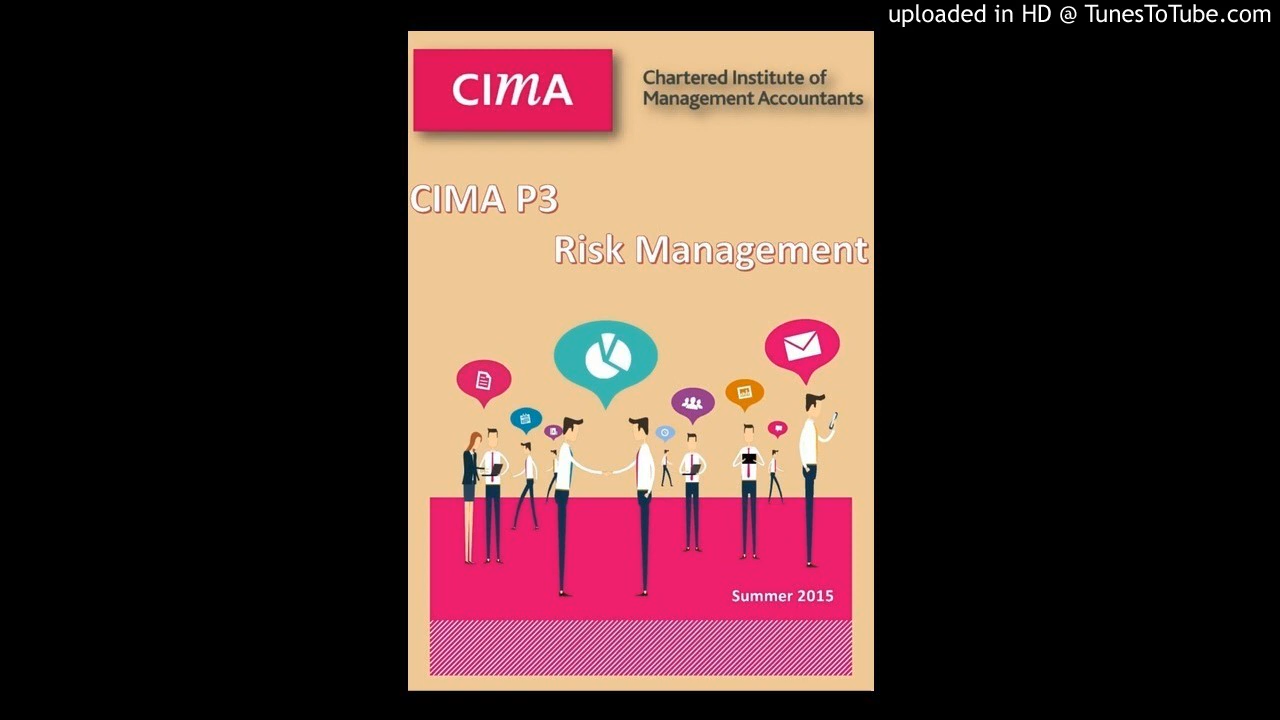 uploaded in HD @ TunesToTube.com
CIMA
Chartered Institute of
Management Accountants
CIMA P3
Risk Management
Summer 2015